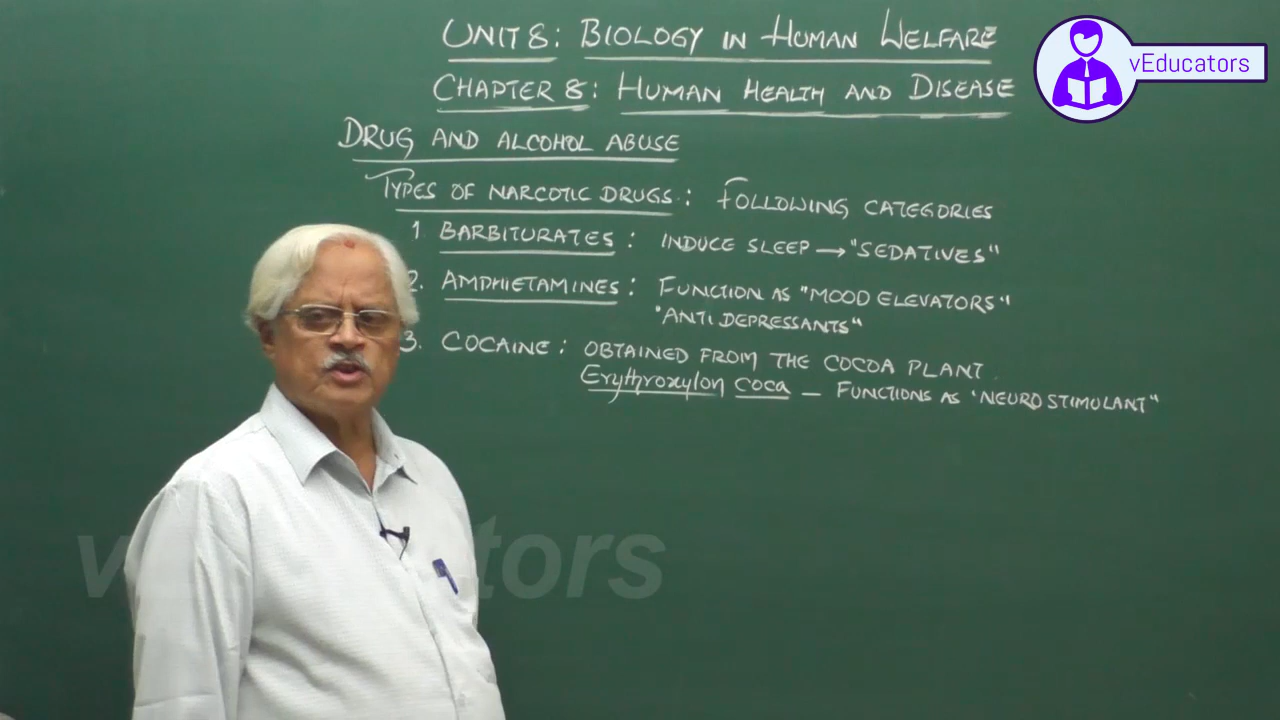 UNIT 8: BIOLOGY IN HUMAN WELFARE
vEducators
CHAPTER 8: HUMAN HEALTH AND DISEASE
DRUG AND ALCOHOL ABUSE
TYPES OF NARCOTIC DRUGS: FOLLOWING CATEGORIES
1. BARBITURATES: INDUCE SLEEP → "SEDATIVES"
2. AMPHIETAMINES: FUNCTION AS "MOOD ELEVATORS"
"ANTI DEPRESSANTS"
3. COCAINE: OBTAINED FROM THE COCOA PLANT.
Erythroxylon coca – FUNCTIONS AS "NEURO STIMULANT"
tors